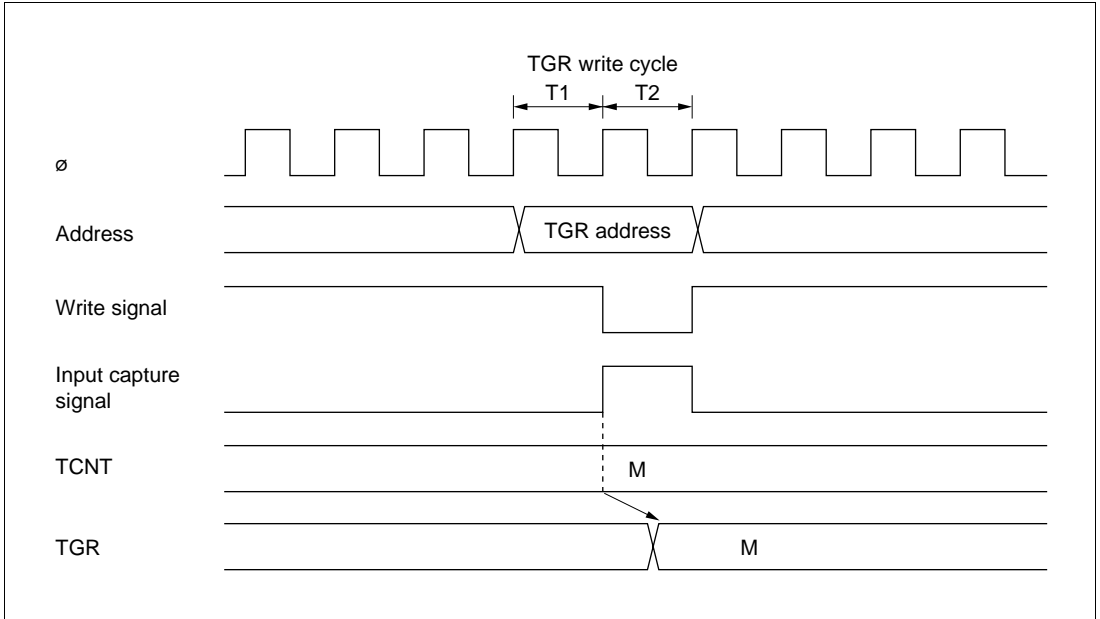 TGR write cycle
T1 T2
ø
Address
TGR address
Write signal
Input capture
signal
TCNT
M
TGR
M